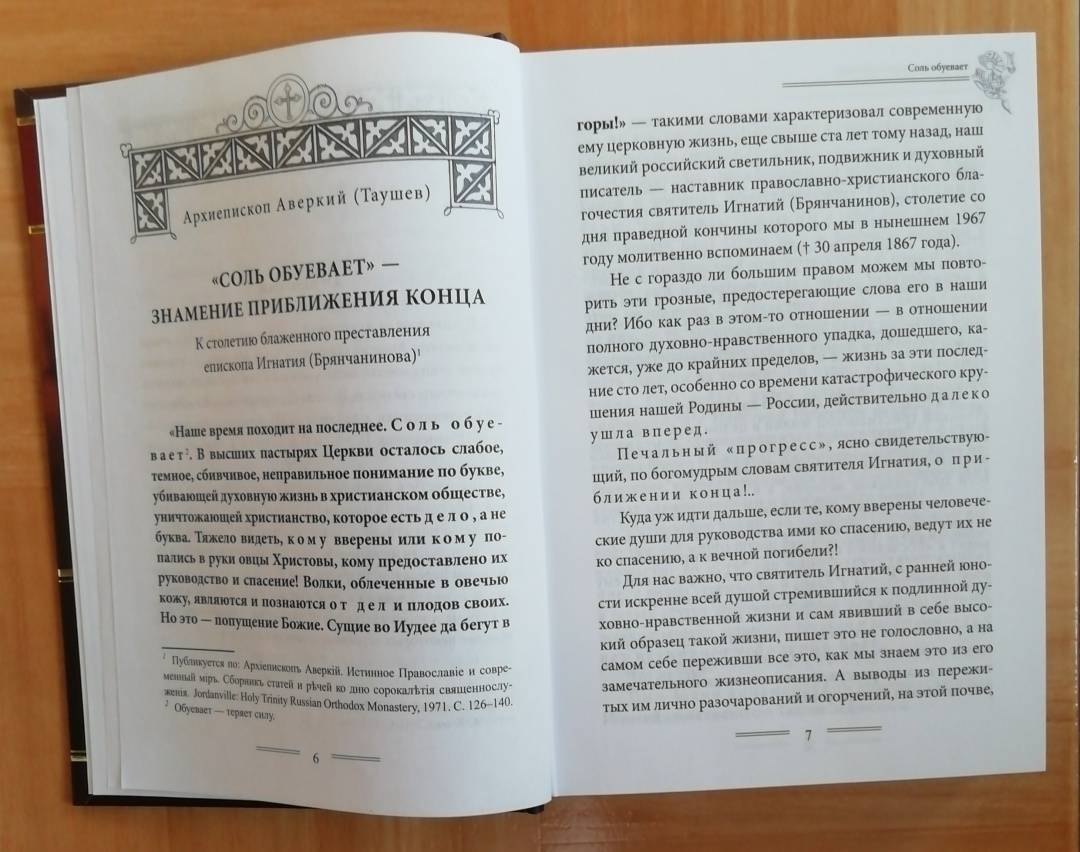 Архиепископ Аверкий (Таушев)
«СОЛЬ ОБУЕВАЕТ» —
ЗНАМЕНИЕ ПРИБЛИЖЕНИЯ КОНЦА
К столетию блаженного преставления
епископа Игнатия (Брянчанинова)¹
«Наше время походит на последнее. Соль обуе-
вает². В высших пастырях Церкви осталось слабое,
темное, сбивчивое, неправильное понимание по букве,
убивающей духовную жизнь в христианском обществе,
уничтожающей христианство, которое есть дело, а не
буква. Тяжело видеть, кому вверены или кому по-
пались в руки овцы Христовы, кому предоставлено их
руководство и спасение! Волки, облеченные в овечью
кожу, являются и познаются от дел и плодов своих.
Но это — попущение Божие. Сущие во Иудее да бегут в
¹ Публикуется по: Архіепископъ Аверкій. Истинное Православіе и совре-
менный міръ. Сборникъ статей и рѣчей ко дню сорокалѣтія священнослу-
женія. Jordanville: Holy Trinity Russian Orthodox Monastery, 1971. С. 126–140.
² Обуевает — теряет силу.
6
Соль обуевает
горы!» — такими словами характеризовал современную
ему церковную жизнь, еще свыше ста лет тому назад, наш
великий российский светильник, подвижник и духовный
писатель — наставник православно-христианского бла-
гочестия святитель Игнатий (Брянчанинов), столетие со
дня праведной кончины которого мы в нынешнем 1967
году молитвенно вспоминаем († 30 апреля 1867 года).
Не с гораздо ли большим правом можем мы повто-
рить эти грозные, предостерегающие слова его в наши
дни? Ибо как раз в этом-то отношении — в отношении
полного духовно-нравственного упадка, дошедшего, ка-
жется, уже до крайних пределов, — жизнь за эти послед-
ние сто лет, особенно со времени катастрофического кру-
шения нашей Родины — России, действительно далеко
ушла вперед.
Печальный «прогресс», ясно свидетельствую-
щий, по богомудрым словам святителя Игнатия, о при-
ближении конца!..
Куда уж идти дальше, если те, кому вверены человече-
ские души для руководства ими ко спасению, ведут их не
ко спасению, а к вечной погибели?!
Для нас важно, что святитель Игнатий, с ранней юно-
сти искренне всей душой стремившийся к подлинной ду-
ховно-нравственной жизни и сам явивший в себе высо-
кий образец такой жизни, пишет это не голословно, а на
самом себе переживши все это, как мы знаем это из его
замечательного жизнеописания. А выводы из пережи-
тых им лично разочарований и огорчений, на этой почве,
7